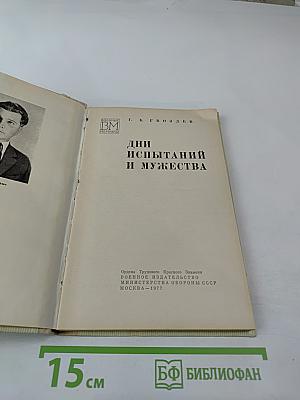 ВМ
ДНИ
ИСПЫТАНИЙ
И МУЖЕСТВА
Ордена Трудового Красного Знамени
ВОЕННОЕ ИЗДАТЕЛЬСТВО
МИНИСТЕРСТВА ОБОРОНЫ СССР
МОСКВА—1977
15 см
БФ БИБЛИОФАН